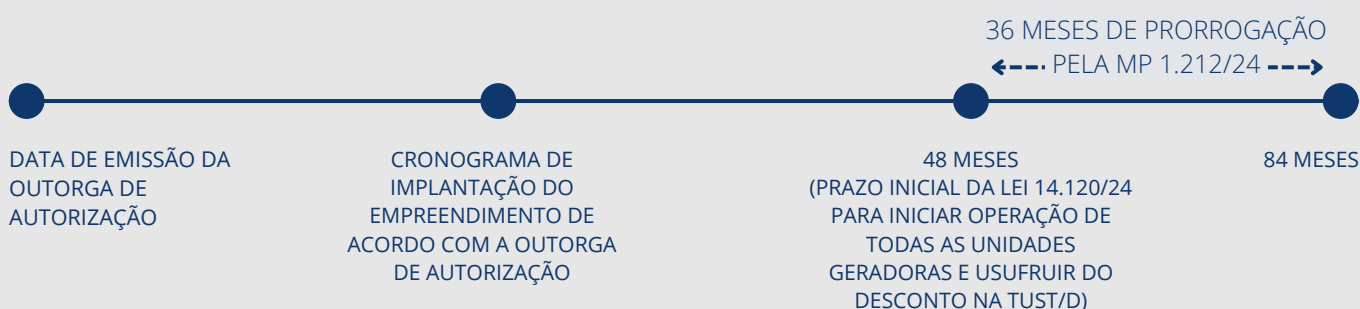 36 MESES DE PRORROGAÇÃO
PELA MP 1.212/24
DATA DE EMISSÃO DA
OUTORGA DE
AUTORIZAÇÃO
CRONOGRAMA DE
IMPLANTAÇÃO DO
EMPREENDIMENTO DE
ACORDO COM A OUTORGA
DE AUTORIZAÇÃO
48 MESES
(PRAZO INICIAL DA LEI 14.120/24
PARA INICIAR OPERAÇÃO DE
TODAS AS UNIDADES
GERADORAS E USUFRUIR DO
DESCONTO NA TUST/D)
84 MESES